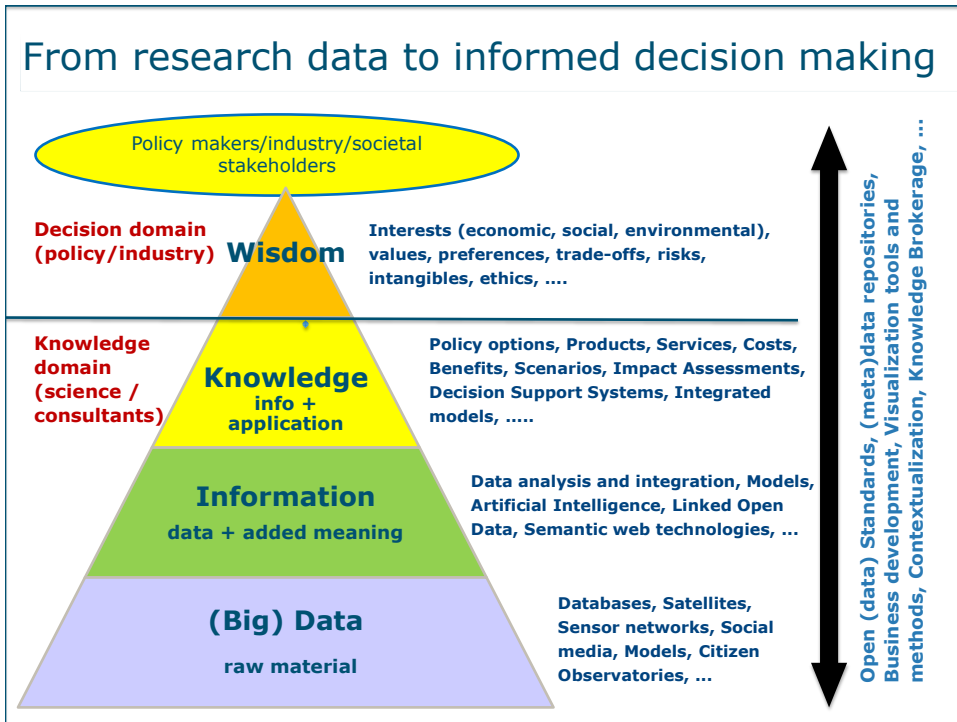 From research data to informed decision making
Policy makers/industry/societal
stakeholders
Decision domain
(policy/industry)
Wisdom
Interests (economic, social, environmental),
values, preferences, trade-offs, risks,
intangibles, ethics, ....
Knowledge
domain
(science /
consultants)
Knowledge
info +
application
Policy options, Products, Services, Costs,
Benefits, Scenarios, Impact Assessments,
Decision Support Systems, Integrated
models, .....
Information
data + added meaning
Data analysis and integration, Models,
Artificial Intelligence, Linked Open
Data, Semantic web technologies, ...
(Big) Data
raw material
Databases, Satellites,
Sensor networks, Social
media, Models, Citizen
Observatories, ...
Open (data) Standards, (meta)data repositories,
Business development, Visualization tools and
methods, Contextualization, Knowledge Brokerage, ...